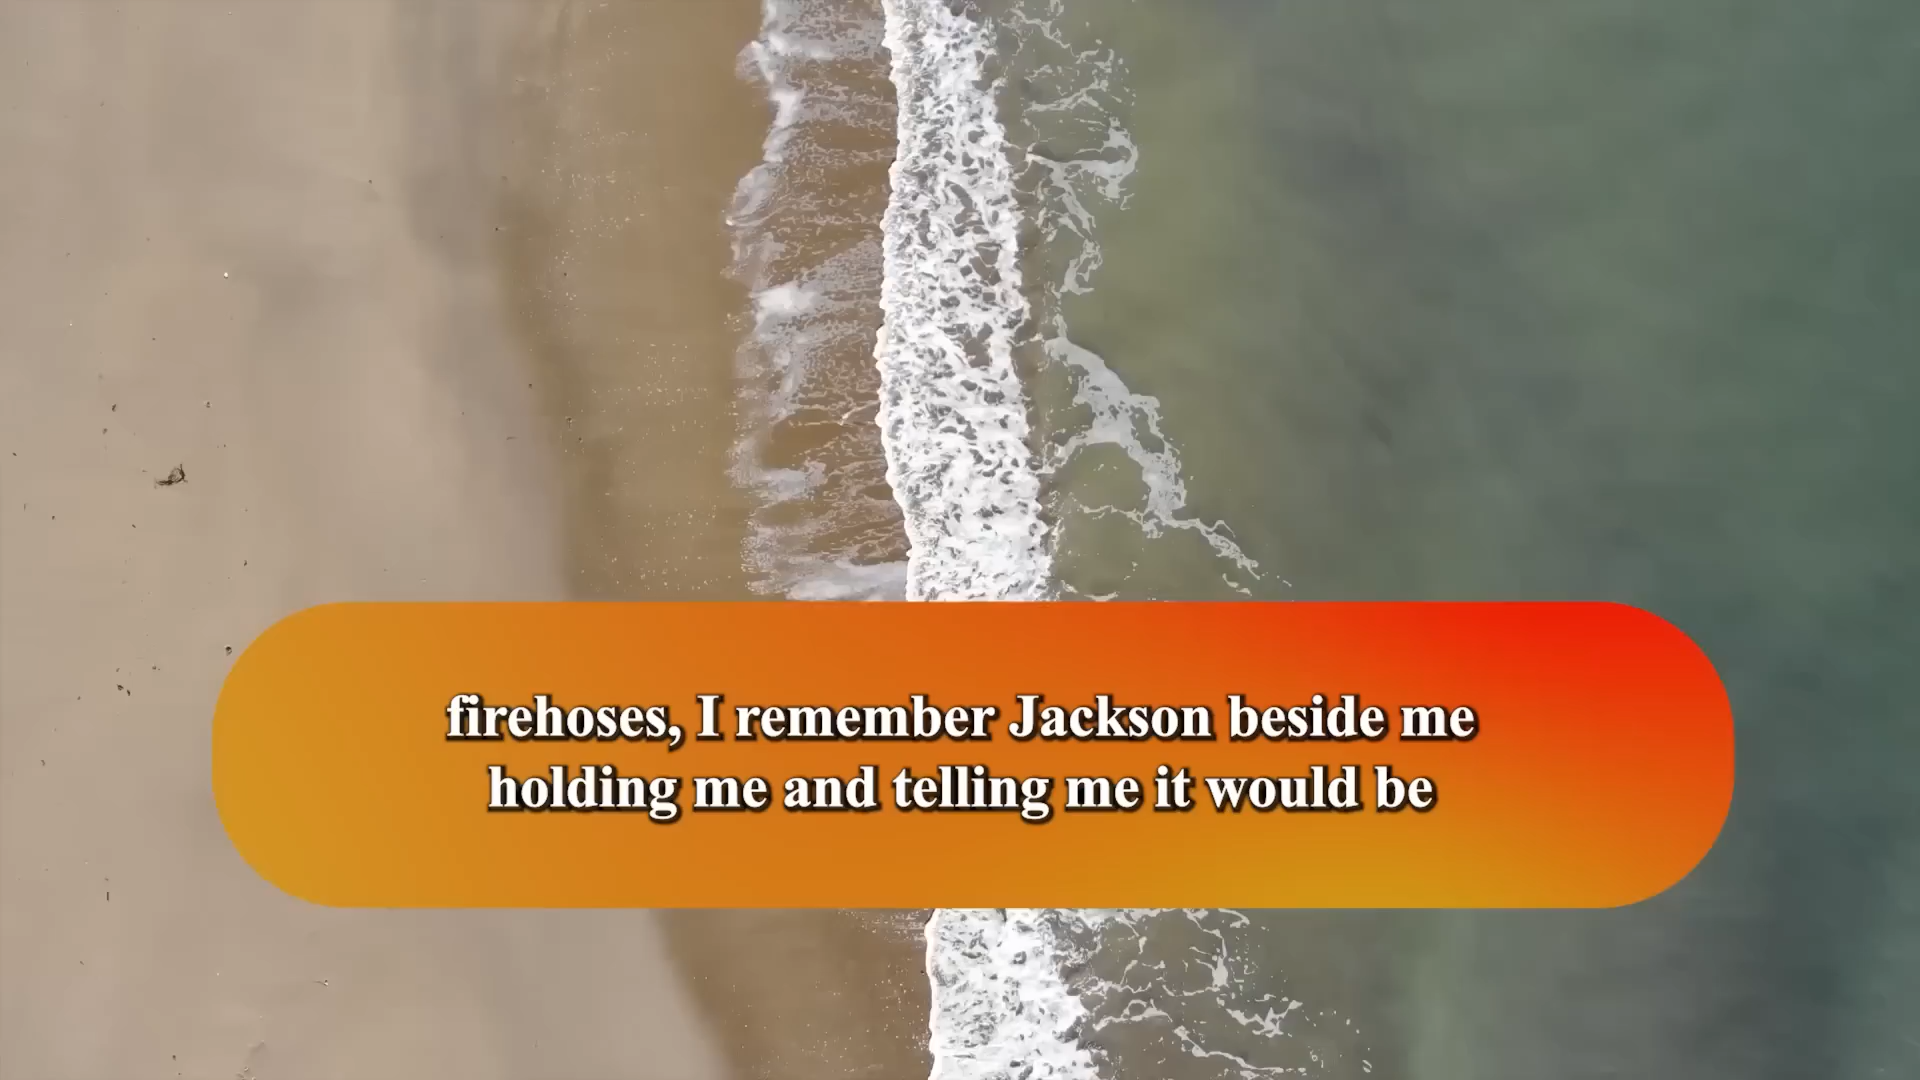 firehoses, I remember Jackson beside me
holding me and telling me it would be